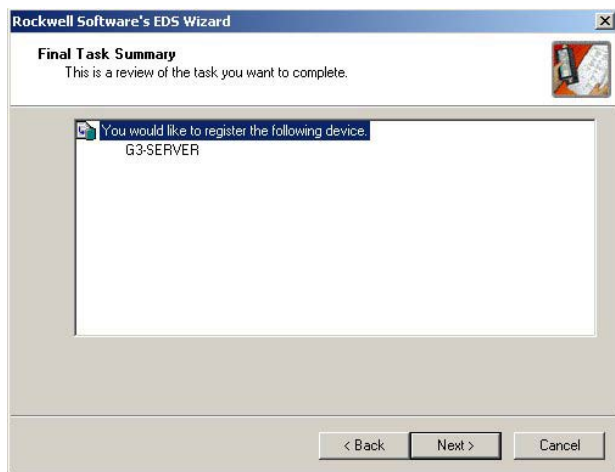 Rockwell Software's EDS Wizard
Final Task Summary
This is a review of the task you want to complete.
You would like to register the following device.
G3-SERVER
< Back
Next >
Cancel